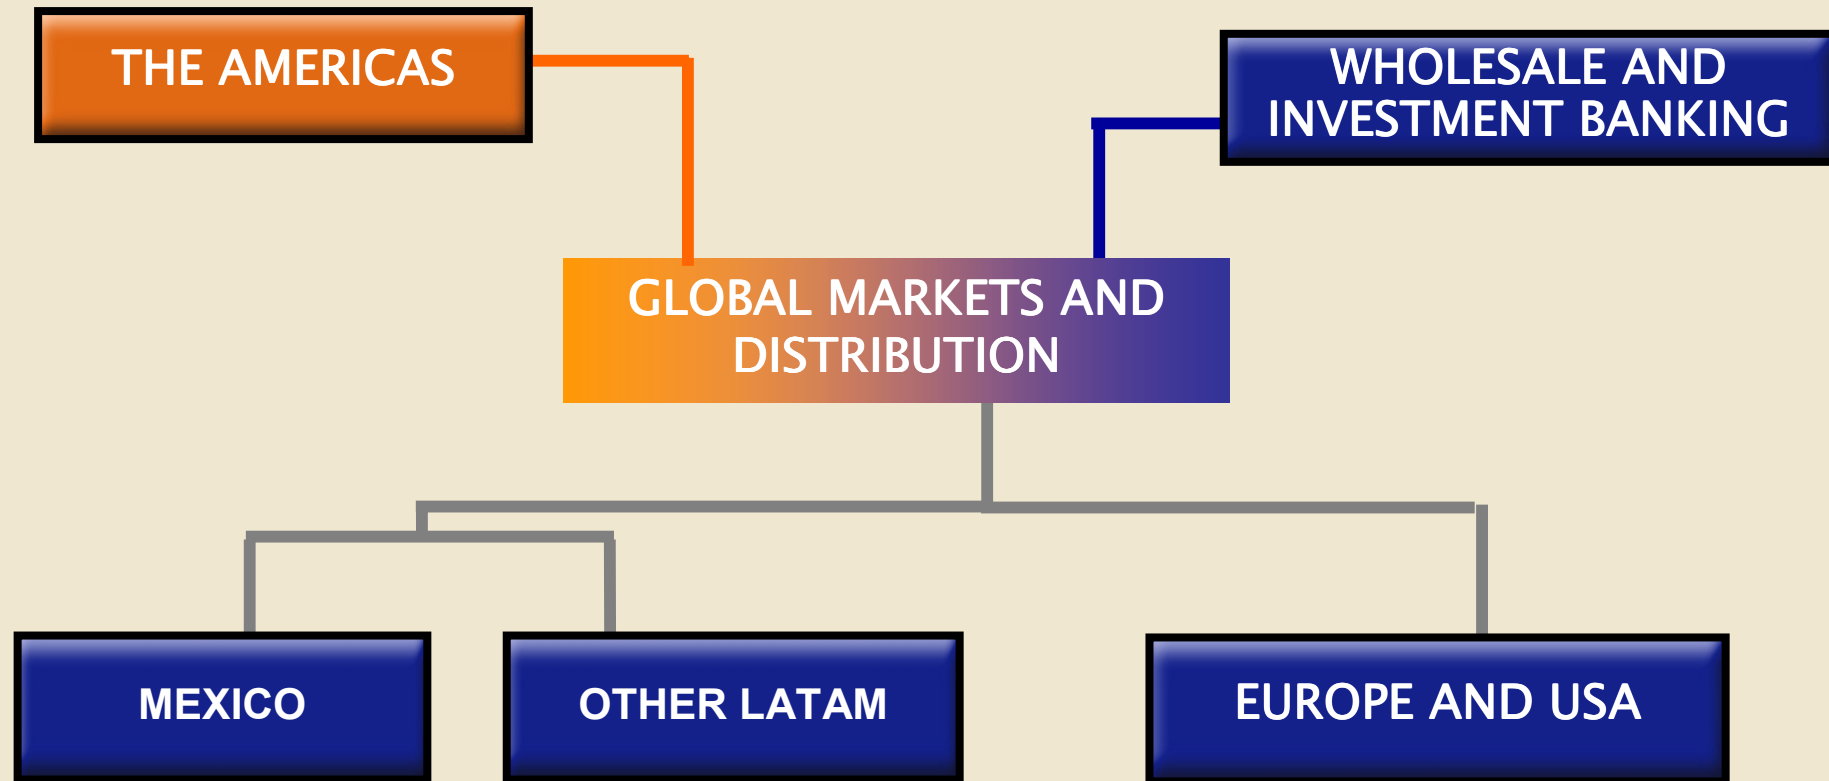 THE AMERICAS
WHOLESALE AND
INVESTMENT BANKING
GLOBAL MARKETS AND
DISTRIBUTION
MEXICO
OTHER LATAM
EUROPE AND USA